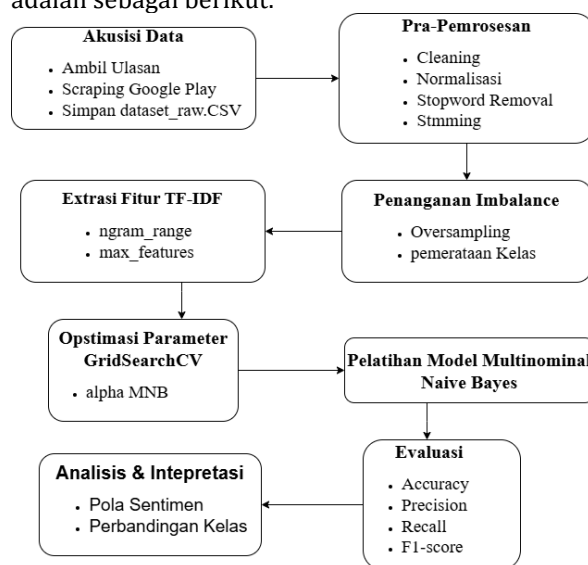 adalah sebagai berikut.
Akusisi Data
• Ambil Ulasan
• Scraping Google Play
• Simpan dataset_raw.CSV
Pra-Pemrosesan
• Cleaning
• Normalisasi
• Stopword Removal
• Stmming
Penanganan Imbalance
• Oversampling
• pemerataan Kelas
Extrasi Fitur TF-IDF
• ngram_range
• max_features
Opstimasi Parameter
GridSearchCV
• alpha MNB
Pelatihan Model Multinominal
Naive Bayes
Evaluasi
• Accuracy
• Precision
• Recall
• F1-score
Analisis & Intepretasi
• Pola Sentimen
• Perbandingan Kelas